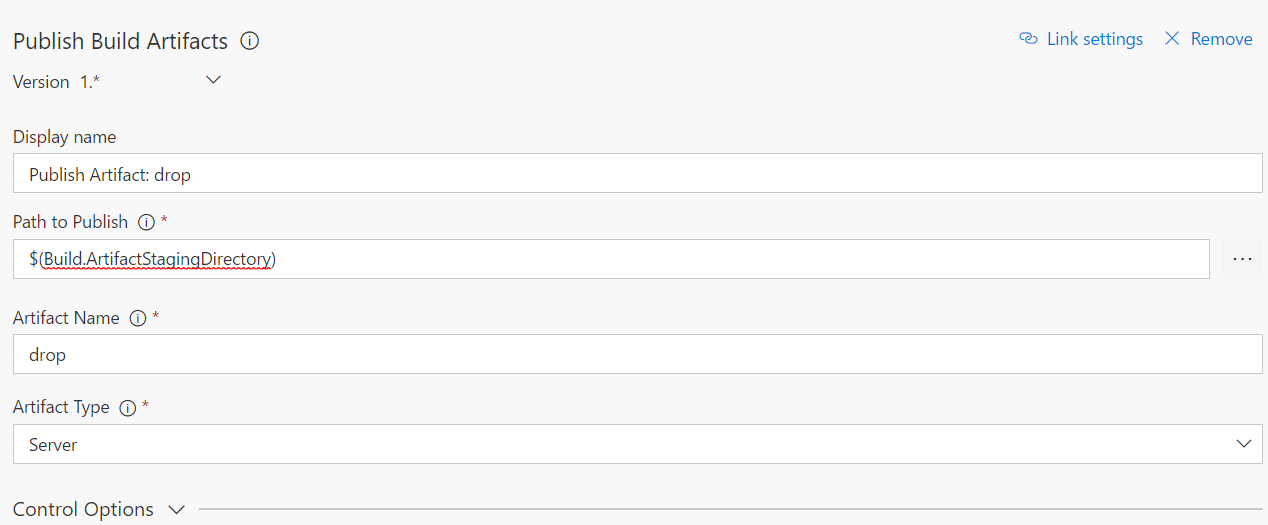 Publish Build Artifacts
Link settings
Remove
Version 1.*
Display name
Publish Artifact: drop
Path to Publish *
$(Build.ArtifactStagingDirectory)
...
Artifact Name *
drop
Artifact Type *
Server
Control Options